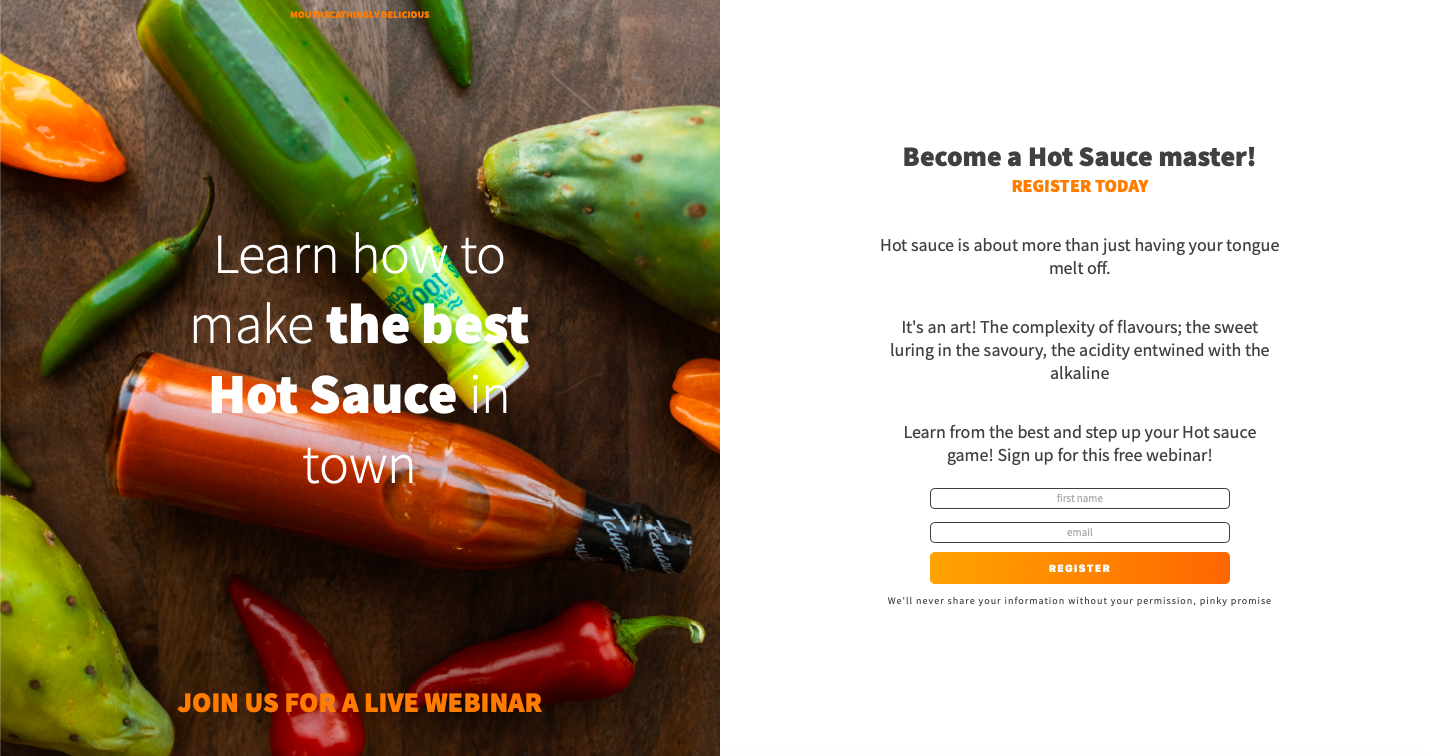 MOUTHSCATHINGLY DELICIOUS
Learn how to
make the best
Hot Sauce in
town
JOIN US FOR A LIVE WEBINAR
Become a Hot Sauce master!
REGISTER TODAY
Hot sauce is about more than just having your tongue
melt off.
It's an art! The complexity of flavours; the sweet
luring in the savoury, the acidity entwined with the
alkaline
Learn from the best and step up your Hot sauce
game! Sign up for this free webinar!
first name
email
REGISTER
We'll never share your information without your permission, pinky promise